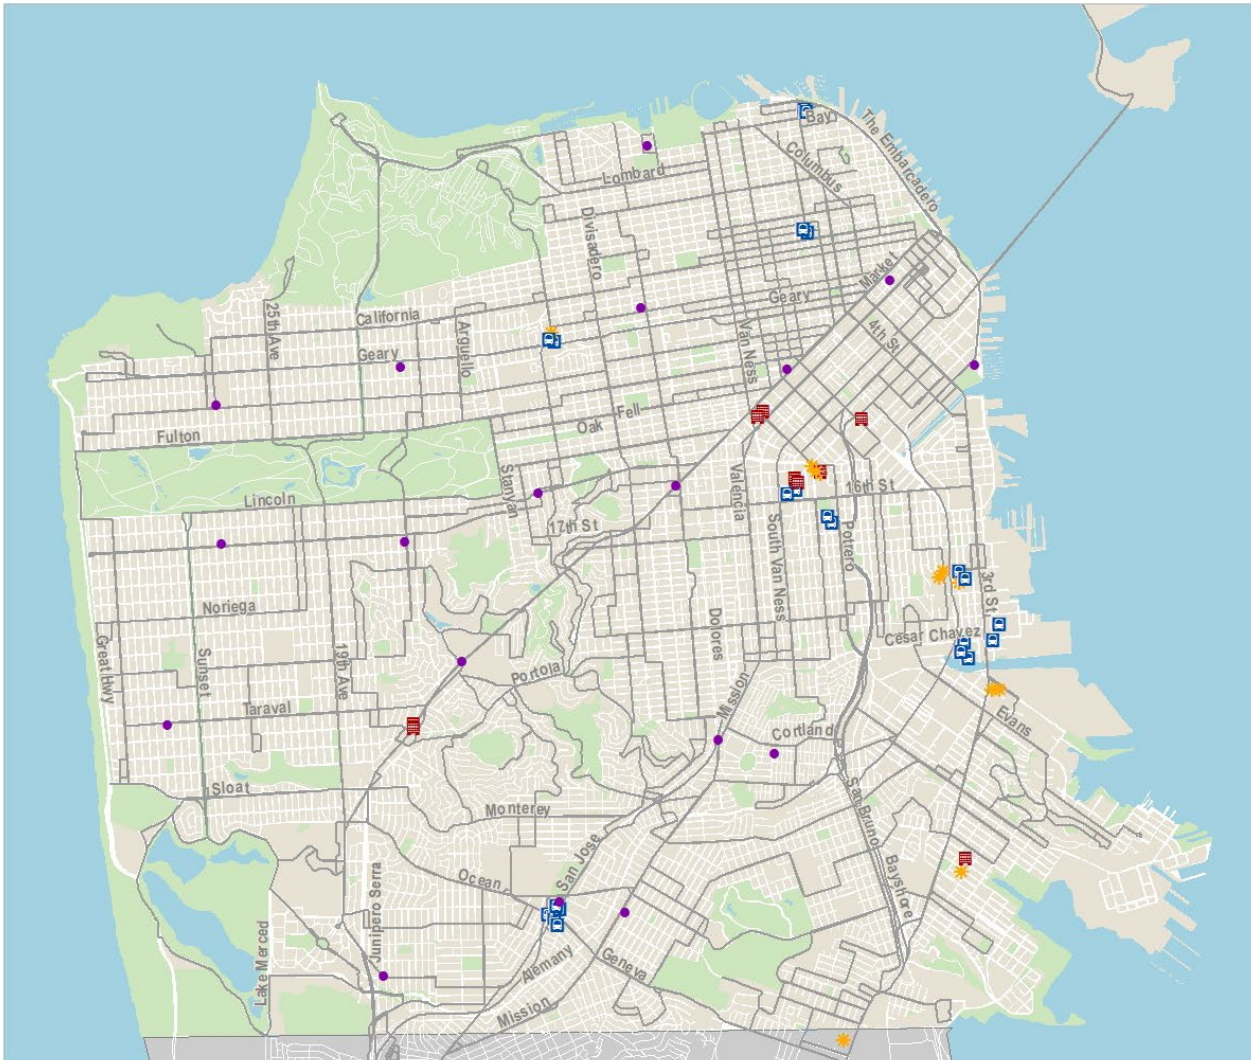 Bay
The Embarcadero
Columbus
Lombard
Divisadero
Market
Geary
25th Ave
California
Arguello
Van Ness
4th St
Geary
Fell
Oak
Fulton
Stanyan
Valencia
16th St
Lincoln
17th St
South Van Ness
Potrero
3rd St
Noriega
Dolores
Cesar Chavez
Great Hwy
Sunset
19th Ave
Portola
Mission
Taraval
Cortland
Evans
Sloat
Monterey
San Bruno
San Jose
Ocean
Bayshore
Junipero Serra
Lake Merced
Alemany
Geneva
Mission